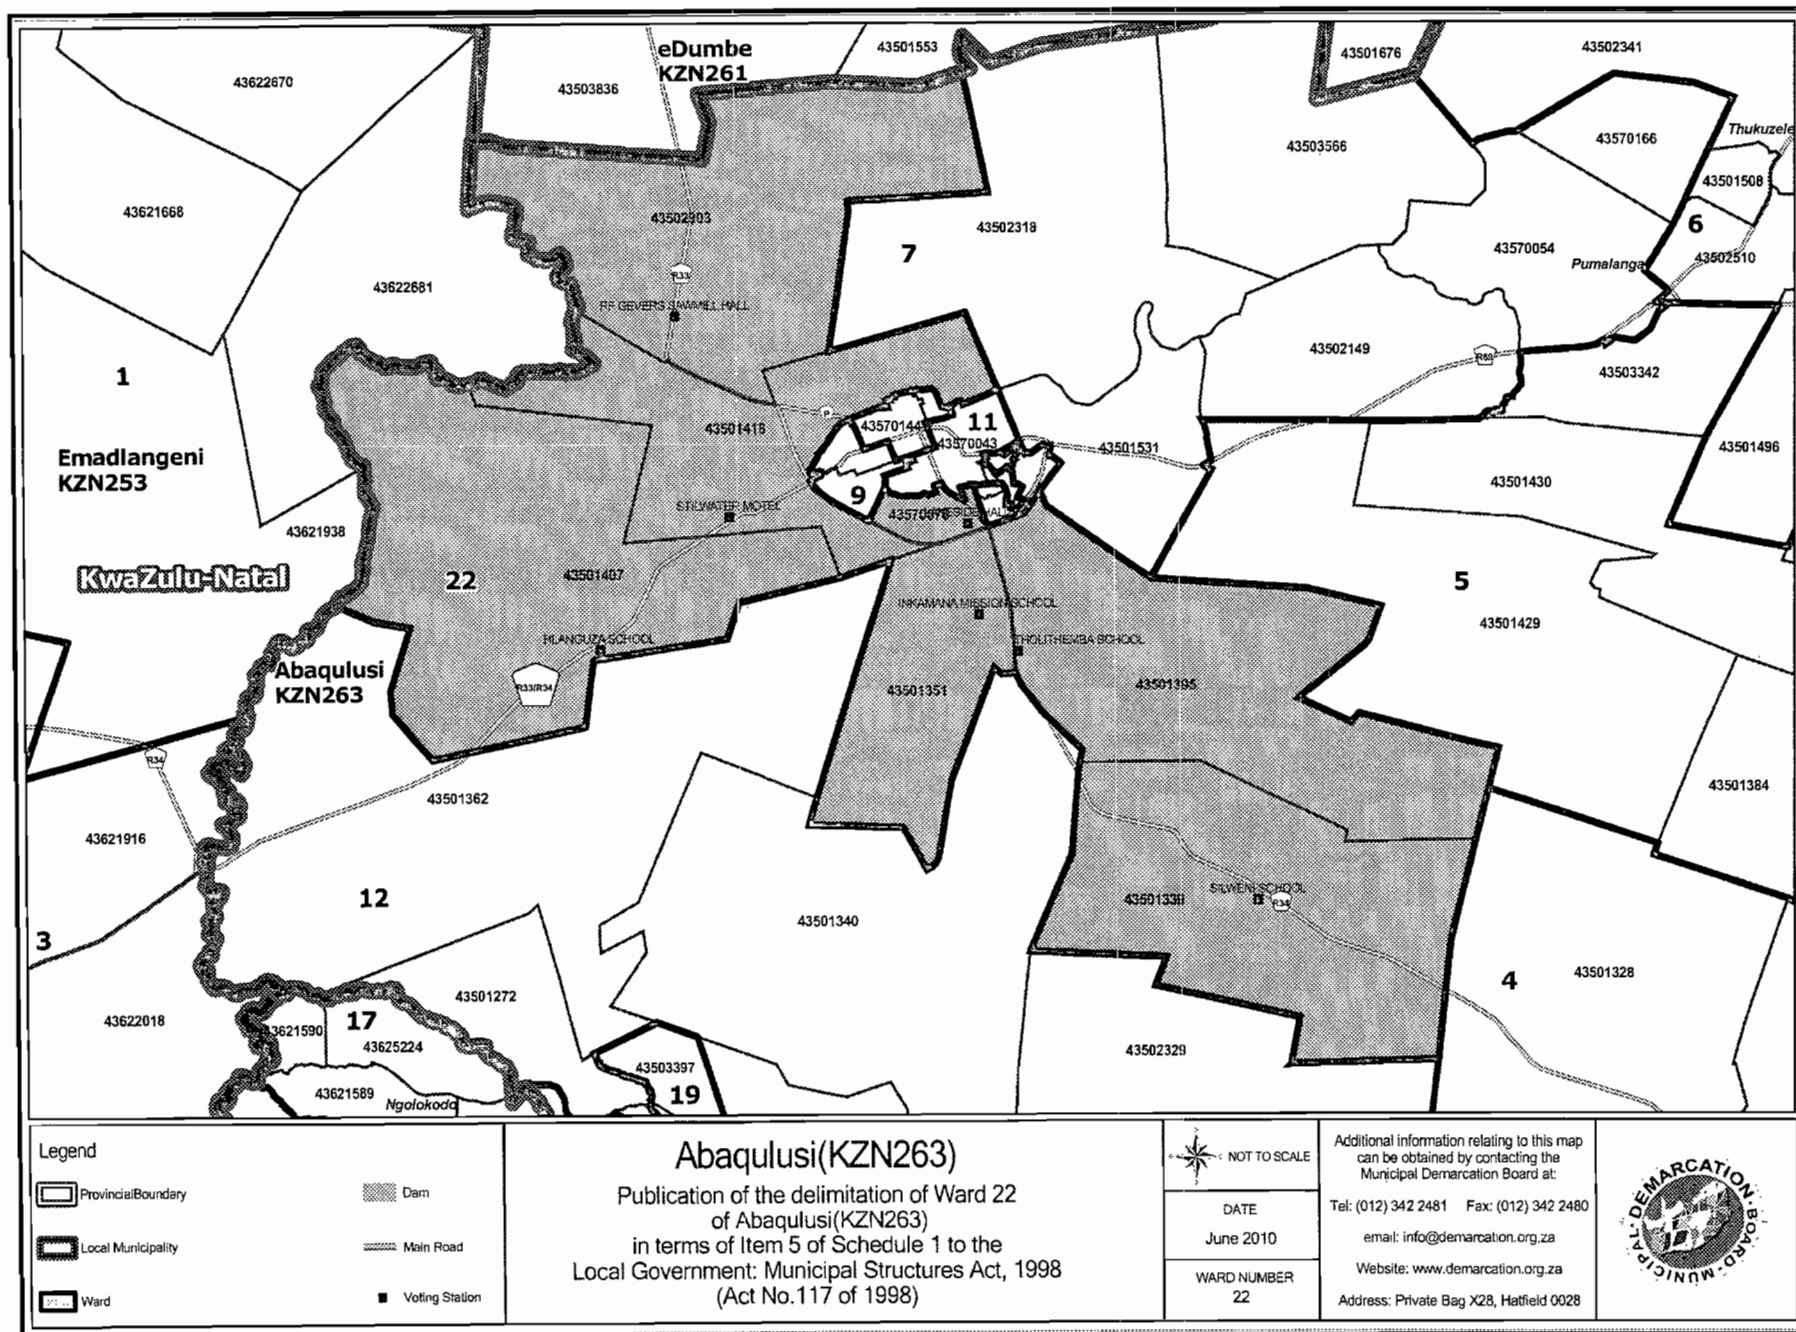 eDumbe
KZN261
43501553
43501676
43502341
43622670
43503836
43503566
43570166
Thukuzele
43501508
43621668
43502903
43502318
6
7
43570054
43502510
Pumalanga
43622681
R33
43502149
43503342
1
43501416
P
43570144
11
43570043
43501531
43501496
Emadlangeni
KZN253
43501430
9
STILWATER MOTEL
43621938
KwaZulu-Natal
22
43501407
5
INKAMANA MISSION SCHOOL
43501429
HLANGUZA SCHOOL
THOLITHEMBA SCHOOL
Abaqulusi
KZN263
R33/R34
43501351
43501395
R34
43501362
43501384
43621916
12
SILWENI SCHOOL
R34
43501339
43501340
3
4
43501328
43501272
43622018
17
43621590
43625224
43502329
43503397
19
43621589
Ngolokodo
Legend
ProvincialBoundary
Dam
Local Municipality
Main Road
Ward
Voting Station
Abaqulusi(KZN263)
Publication of the delimitation of Ward 22
of Abaqulusi(KZN263)
in terms of Item 5 of Schedule 1 to the
Local Government: Municipal Structures Act, 1998
(Act No.117 of 1998)
NOT TO SCALE
DATE
June 2010
WARD NUMBER
22
Additional information relating to this map
can be obtained by contacting the
Municipal Demarcation Board at:
Tel: (012) 342 2481 Fax: (012) 342 2480
email: info@demarcation.org.za
Website: www.demarcation.org.za
Address: Private Bag X28, Hatfield 0028
MUNICIPAL DEMARCATION BOARD